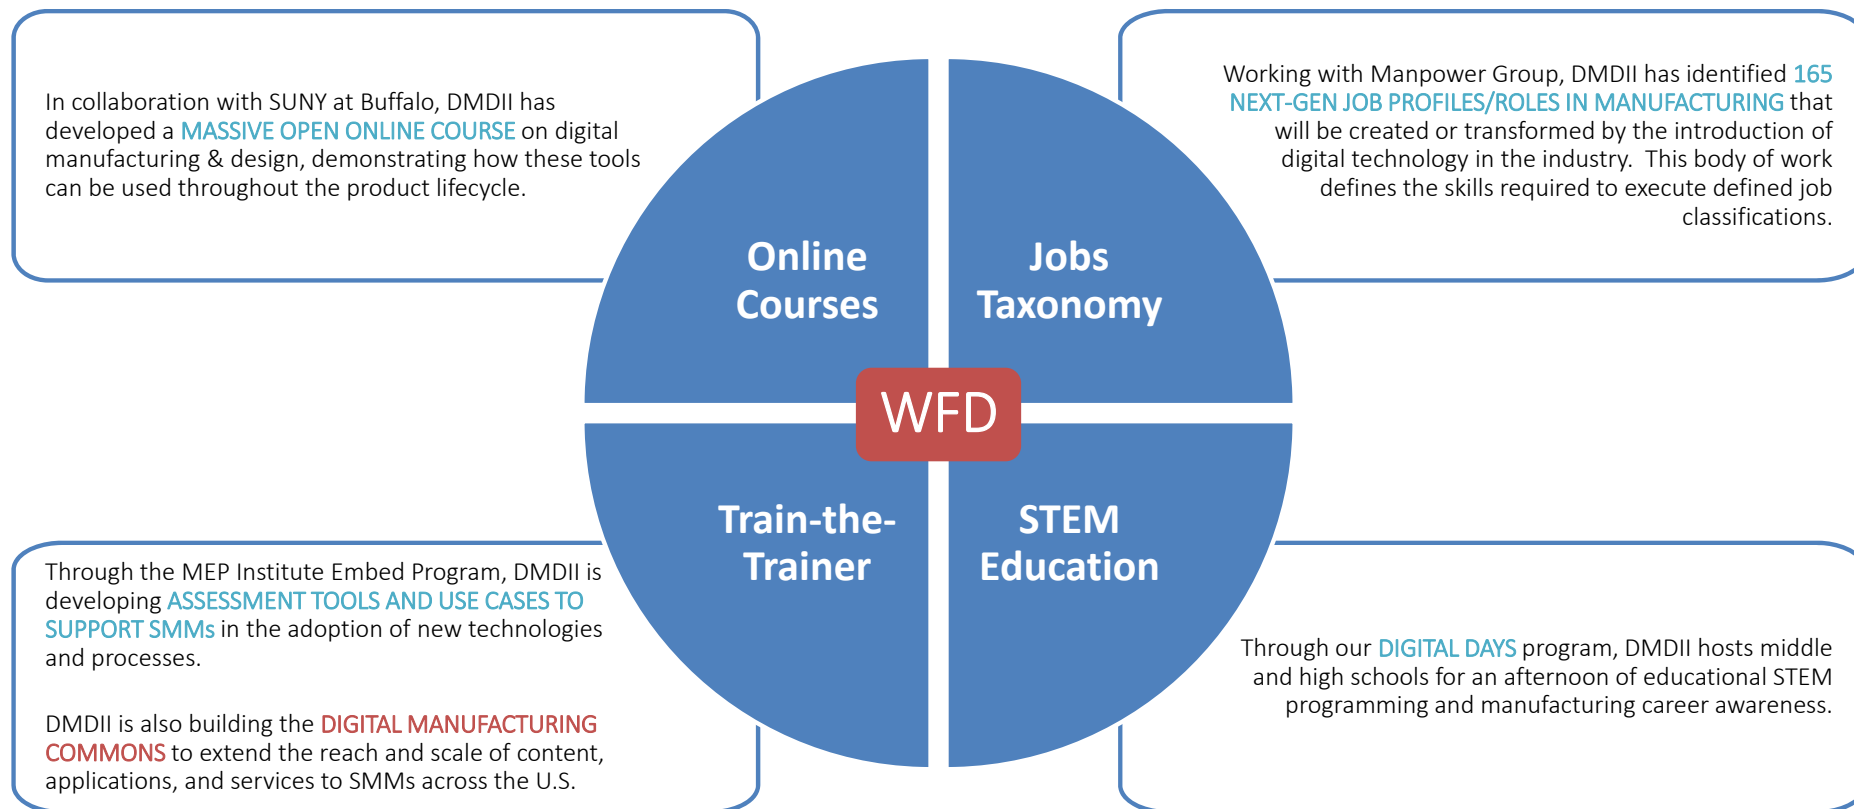 In collaboration with SUNY at Buffalo, DMDII has
developed a MASSIVE OPEN ONLINE COURSE on digital
manufacturing & design, demonstrating how these tools
can be used throughout the product lifecycle.
Working with Manpower Group, DMDII has identified 165
NEXT-GEN JOB PROFILES/ROLES IN MANUFACTURING that
will be created or transformed by the introduction of
digital technology in the industry.  This body of work
defines the skills required to execute defined job
classifications.
Online
Courses
Jobs
Taxonomy
WFD
Train-the-
Trainer
STEM
Education
Through the MEP Institute Embed Program, DMDII is
developing ASSESSMENT TOOLS AND USE CASES TO
SUPPORT SMMs in the adoption of new technologies
and processes.
DMDII is also building the DIGITAL MANUFACTURING
COMMONS to extend the reach and scale of content,
applications, and services to SMMs across the U.S.
Through our DIGITAL DAYS program, DMDII hosts middle
and high schools for an afternoon of educational STEM
programming and manufacturing career awareness.